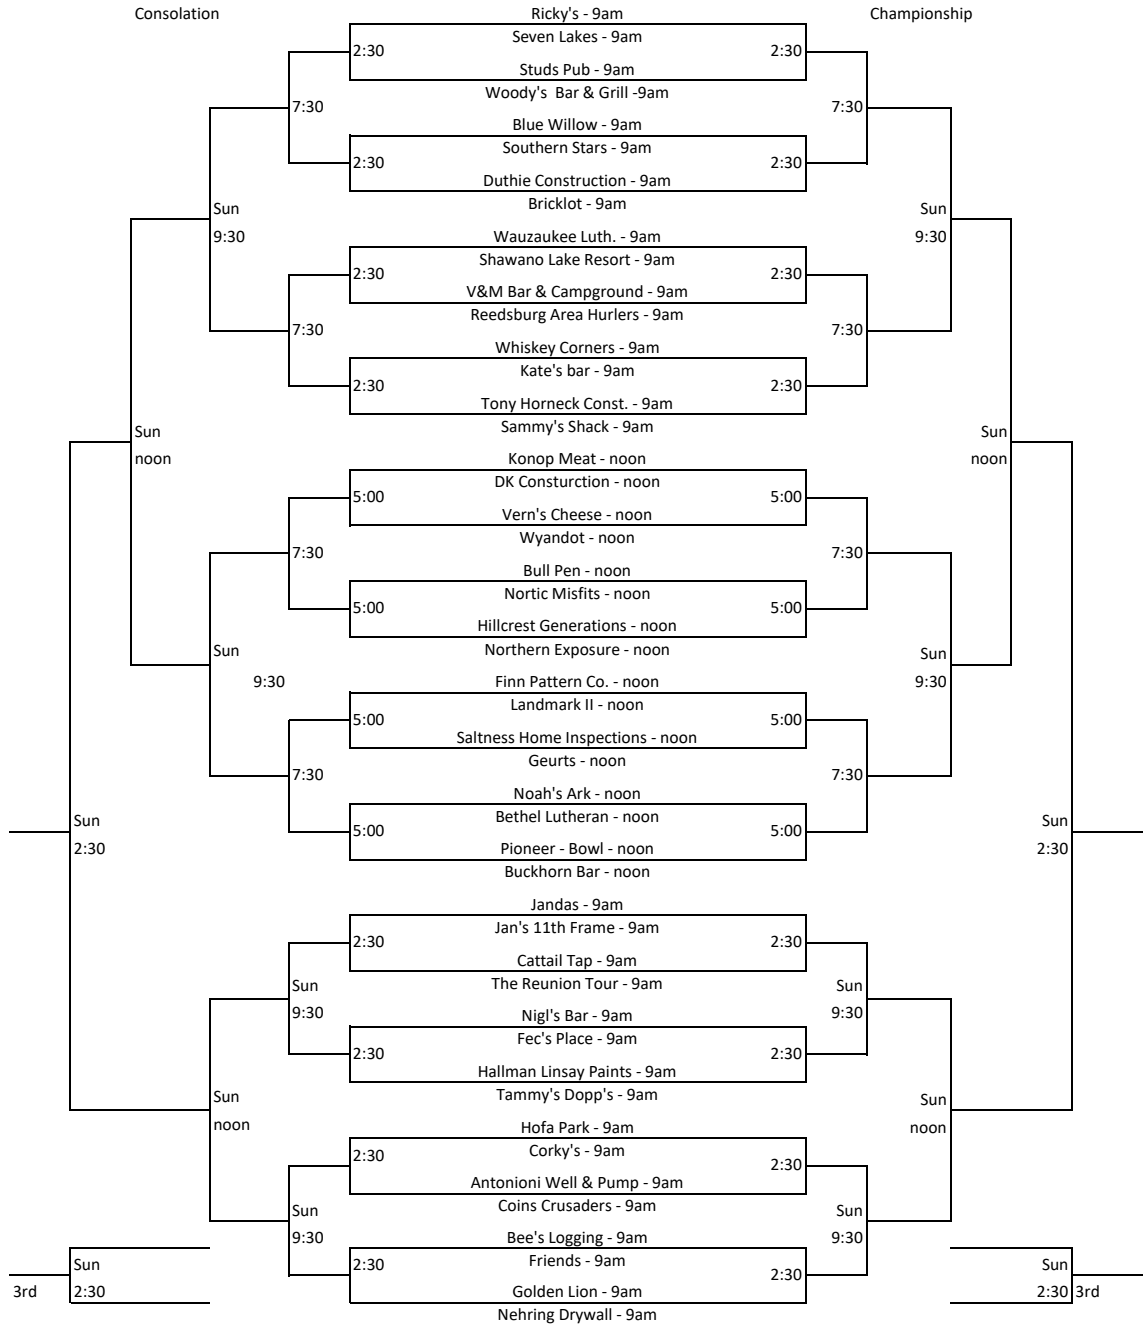 Consolation Ricky's - 9am Championship
Seven Lakes - 9am
2:30 2:30
Studs Pub - 9am
Woody's  Bar & Grill -9am
7:30 7:30
Blue Willow - 9am
Southern Stars - 9am
2:30 2:30
Duthie Construction - 9am
Bricklot - 9am
Sun Sun
9:30 Wauzaukee Luth. - 9am 9:30
Shawano Lake Resort - 9am
2:30 2:30
V&M Bar & Campground - 9am
Reedsburg Area Hurlers - 9am
7:30 7:30
Whiskey Corners - 9am
Kate's bar - 9am
2:30 2:30
Tony Horneck Const. - 9am
Sammy's Shack - 9am
Sun Sun
noon Konop Meat - noon noon
DK Consturction - noon
5:00 5:00
Vern's Cheese - noon
Wyandot - noon
7:30 7:30
Bull Pen - noon
Nortic Misfits - noon
5:00 5:00
Hillcrest Generations - noon
Northern Exposure - noon
Sun Sun
9:30 Finn Pattern Co. - noon 9:30
Landmark II - noon
5:00 5:00
Saltness Home Inspections - noon
Geurts - noon
7:30 7:30
Noah's Ark - noon
Bethel Lutheran - noon
Sun 5:00 5:00 Sun
2:30 Pioneer - Bowl - noon 2:30
Buckhorn Bar - noon
Jandas - 9am
Jan's 11th Frame - 9am
2:30 2:30
Cattail Tap - 9am
Sun The Reunion Tour - 9am Sun
9:30 Nigl's Bar - 9am 9:30
Fec's Place - 9am
2:30 2:30
Hallman Linsay Paints - 9am
Sun Tammy's Dopp's - 9am Sun
noon Hofa Park - 9am noon
Corky's - 9am
2:30 2:30
Antonioni Well & Pump - 9am
Sun Coins Crusaders - 9am Sun
9:30 Bee's Logging - 9am 9:30
Sun 2:30 Friends - 9am 2:30 Sun
3rd 2:30 Golden Lion - 9am 2:30 3rd
Nehring Drywall - 9am